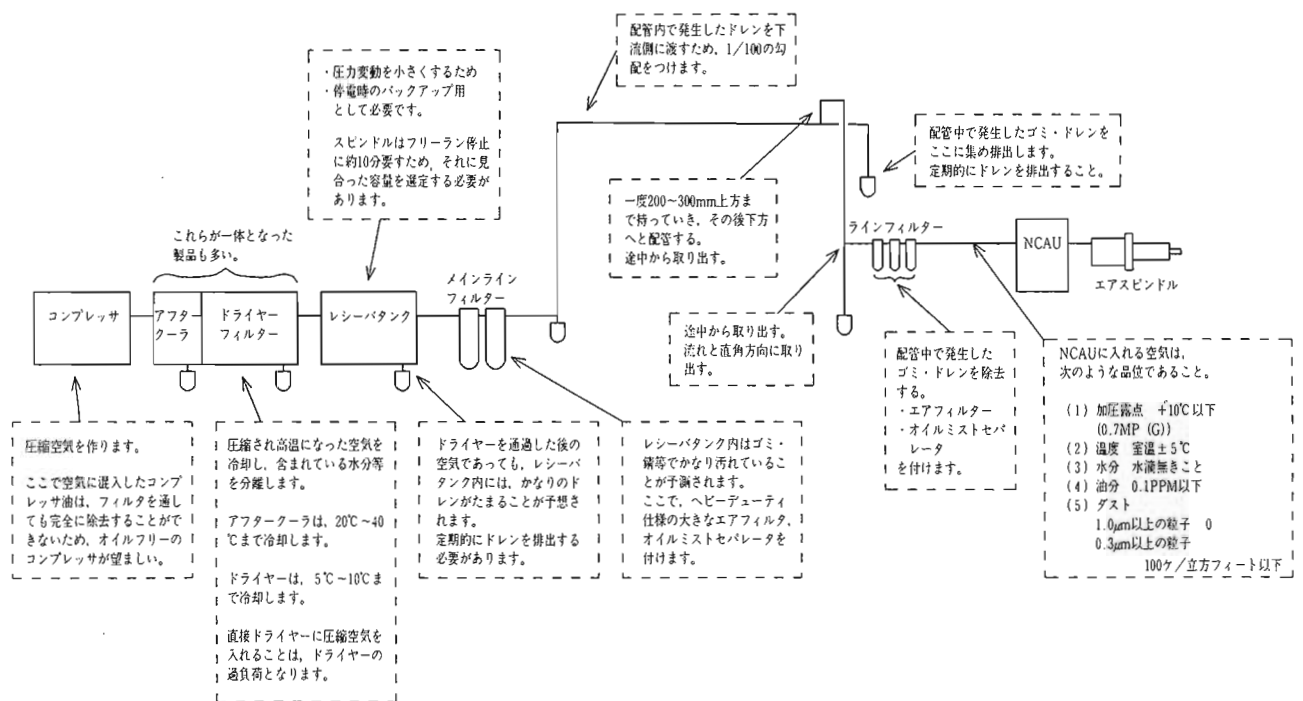 配管内で発生したドレンを下
流側に渡すため，1/100の勾
配をつけます。
・圧力変動を小さくするため
・停電時のバックアップ用
として必要です。
スピンドルはフリーラン停止
に約10分要すため，それに見
合った容量を選定する必要が
あります。
配管中で発生したゴミ・ドレンを
ここに集め排出します。
定期的にドレンを排出すること。
一度200～300mm上方ま
で持っていき，その後下方
へと配管する。
途中から取り出す。
これらが一体となった
製品も多い。
ラインフィルター
NCAU
エアスピンドル
メインライン
フィルター
コンプレッサ
アフタ
クーラ
ドライヤー
フィルター
レシーバタンク
途中から取り出す。
流れと直角方向に取り
出す。
配管中で発生した
ゴミ・ドレンを除去
する。
・エアフィルター
・オイルミストセパ
レータ
を付けます。
NCAUに入れる空気は，
次のような品位であること。
(1) 加圧露点 +10℃以下
(0.7MP (G))
(2) 温度 室温±5℃
(3) 水分 水滴無きこと
(4) 油分 0.1PPM以下
(5) ダスト
1.0μm以上の粒子 0
0.3μm以上の粒子
100ケ/立方フィート以下
圧縮空気を作ります。
ここで空気に混入したコンプ
レッサ油は，フィルタを通し
ても完全に除去することがで
きないため，オイルフリーの
コンプレッサが望ましい。
圧縮され高温になった空気を
冷却し，含まれている水分等
を分離します。
アフタークーラは，20℃～40
℃まで冷却します。
ドライヤーは，5℃～10℃ま
で冷却します。
直接ドライヤーに圧縮空気を
入れることは，ドライヤーの
過負荷となります。
ドライヤーを通過した後の
空気であっても，レシーバ
タンク内には，かなりのド
レンがたまることが予想さ
れます。
定期的にドレンを排出する
必要があります。
レシーバタンク内はゴミ・
錆等でかなり汚れているこ
とが予測されます。
ここで，ヘビーデューティ
仕様の大きなエアフィルタ，
オイルミストセパレータを
付けます。